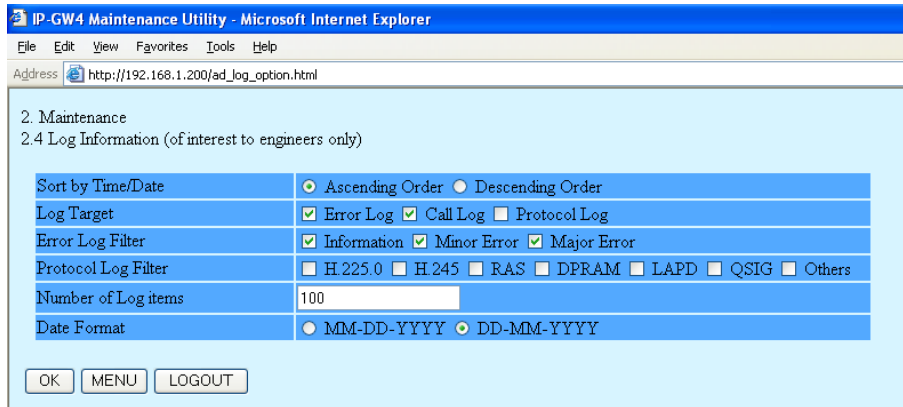 IP-GW4 Maintenance Utility - Microsoft Internet Explorer
File Edit View Favorites Tools Help
Address http://192.168.1.200/ad_log_option.html
2. Maintenance
2.4 Log Information (of interest to engineers only)
Sort by Time/Date Ascending Order Descending Order
Log Target Error Log Call Log Protocol Log
Error Log Filter Information Minor Error Major Error
Protocol Log Filter H.225.0 H.245 RAS DPRAM LAPD QSIG Others
Number of Log items 100
Date Format MM-DD-YYYY DD-MM-YYYY
OK MENU LOGOUT